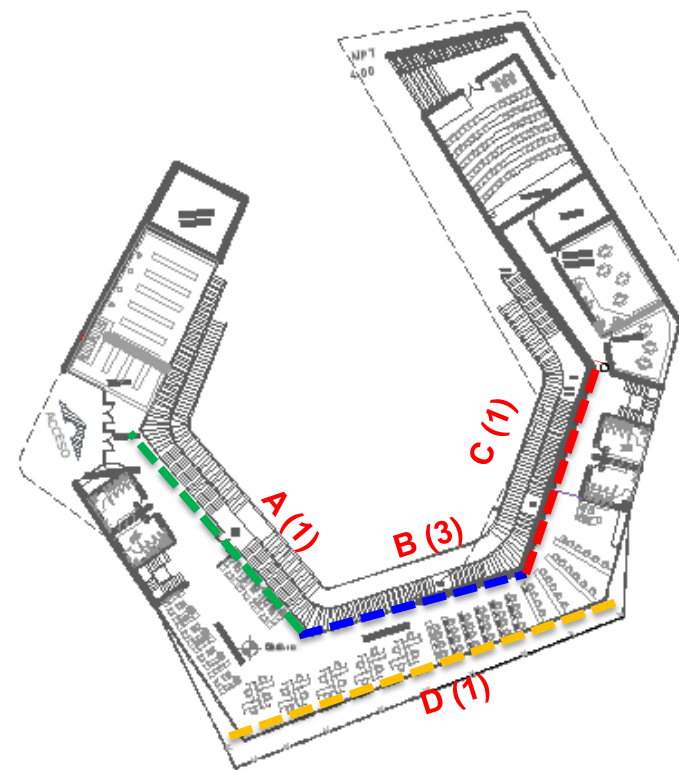 NPT
4.00
ACCESO
A (1)
B (3)
C (1)
D (1)